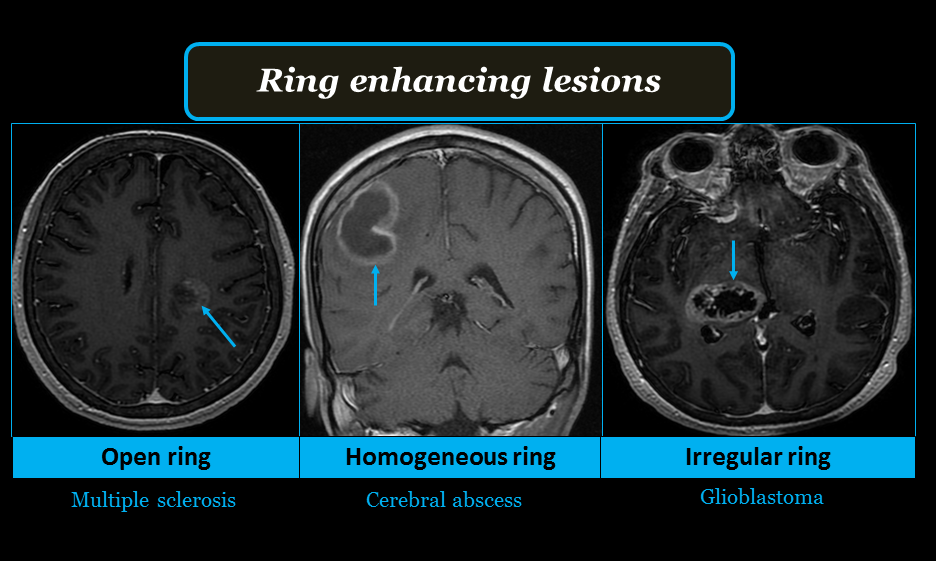 Ring enhancing lesions
Open ring
Homogeneous ring
Irregular ring
Multiple sclerosis
Cerebral abscess
Glioblastoma